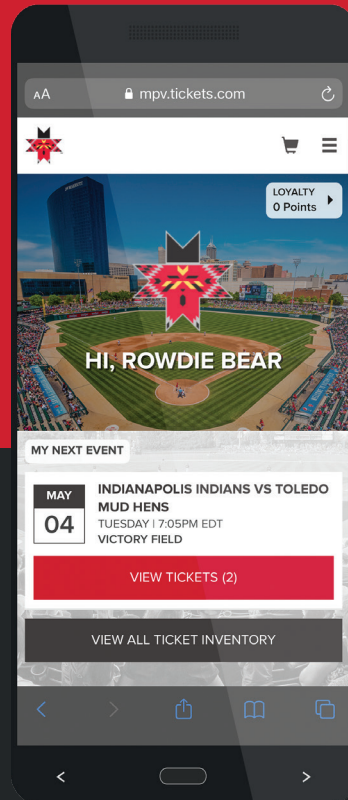 AA
mpv.tickets.com
LOYALTY
0 Points
HI, ROWDIE BEAR
MY NEXT EVENT
MAY
04
INDIANAPOLIS INDIANS VS TOLEDO
MUD HENS
TUESDAY | 7:05PM EDT
VICTORY FIELD
VIEW TICKETS (2)
VIEW ALL TICKET INVENTORY